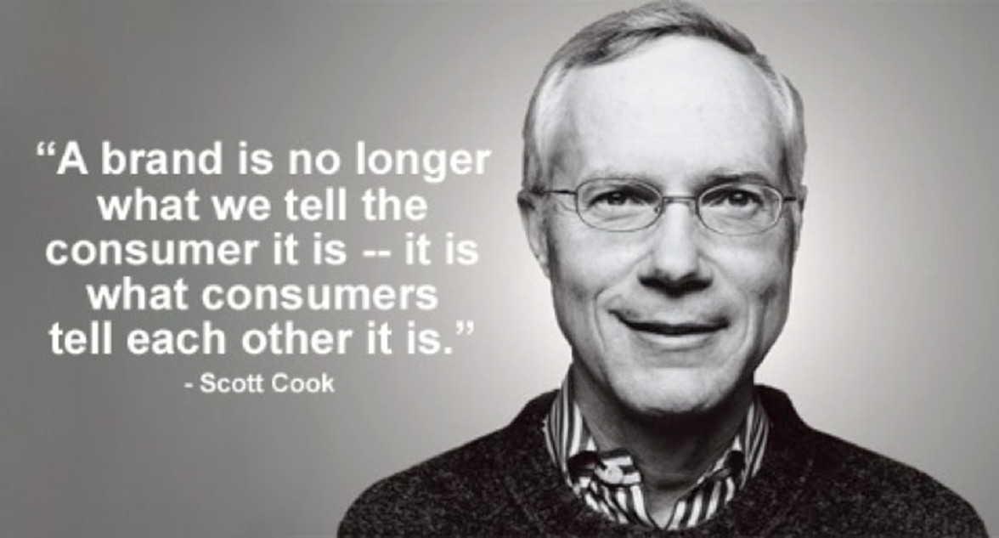 “A brand is no longer
what we tell the
consumer it is -- it is
what consumers
tell each other it is.”
- Scott Cook